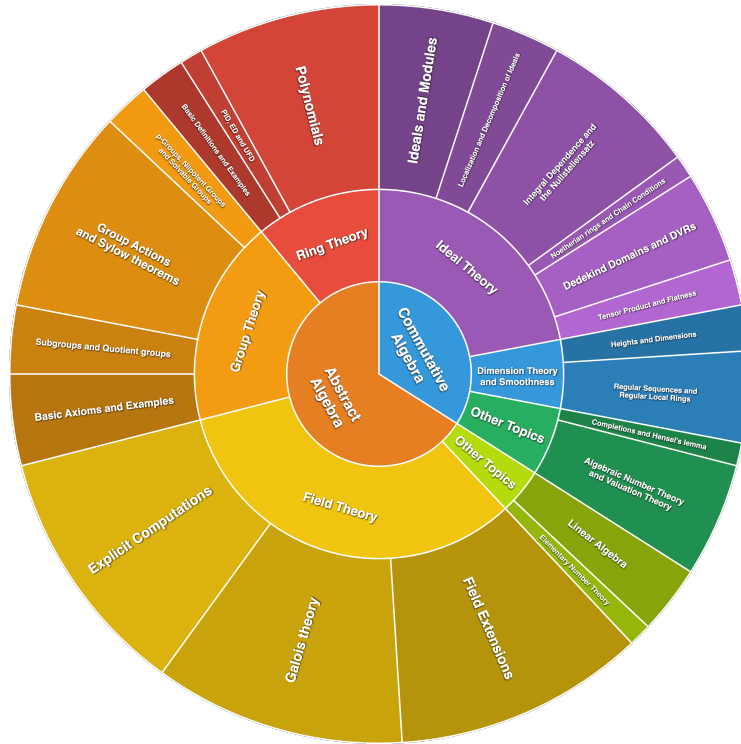 Commutative
Algebra
Abstract
Algebra
Ideal Theory
Dimension Theory
and Smoothness
Other Topics
Other Topics
Field Theory
Group Theory
Ring Theory
Ideals and Modules
Localization and Decomposition of Ideals
Integral Dependence and
the Nullstellensatz
Noetherian rings and Chain Conditions
Dedekind Domains and DVRs
Tensor Product and Flatness
Heights and Dimensions
Regular Sequences and
Regular Local Rings
Completions and Hensel's lemma
Algebraic Number Theory
and Valuation Theory
Linear Algebra
Elementary Number Theory
Field Extensions
Galois theory
Explicit Computations
Basic Axioms and Examples
Subgroups and Quotient groups
Group Actions
and Sylow theorems
p-Groups, Nilpotent Groups
and Solvable Groups
Basic Definitions and Examples
PID, ED and UFD
Polynomials